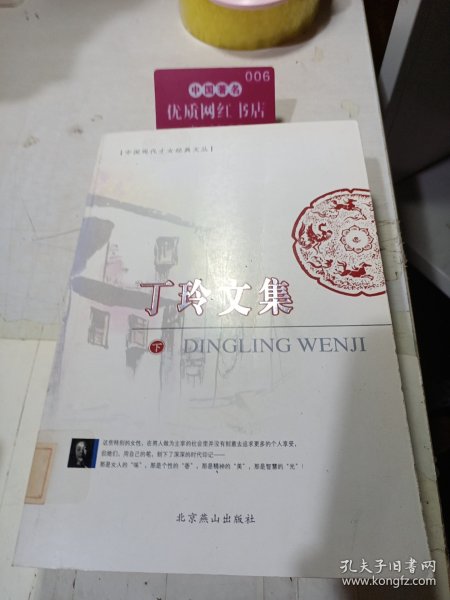 006
中国著名
优质网红书店
[中国现代才女经典文丛]
丁玲文集
下 DINGLING WENJI
这些特别的女性，在男人做为主宰的社会里并没有刻意去追求更多的个人享受，
但她们，用自己的笔，刻下了深深的时代印记——
那是女人的“味”，那是个性的“香”，那是精神的“美”，那是智慧的“光”！
北京燕山出版社
孔夫子旧书网
www.kongfz.com